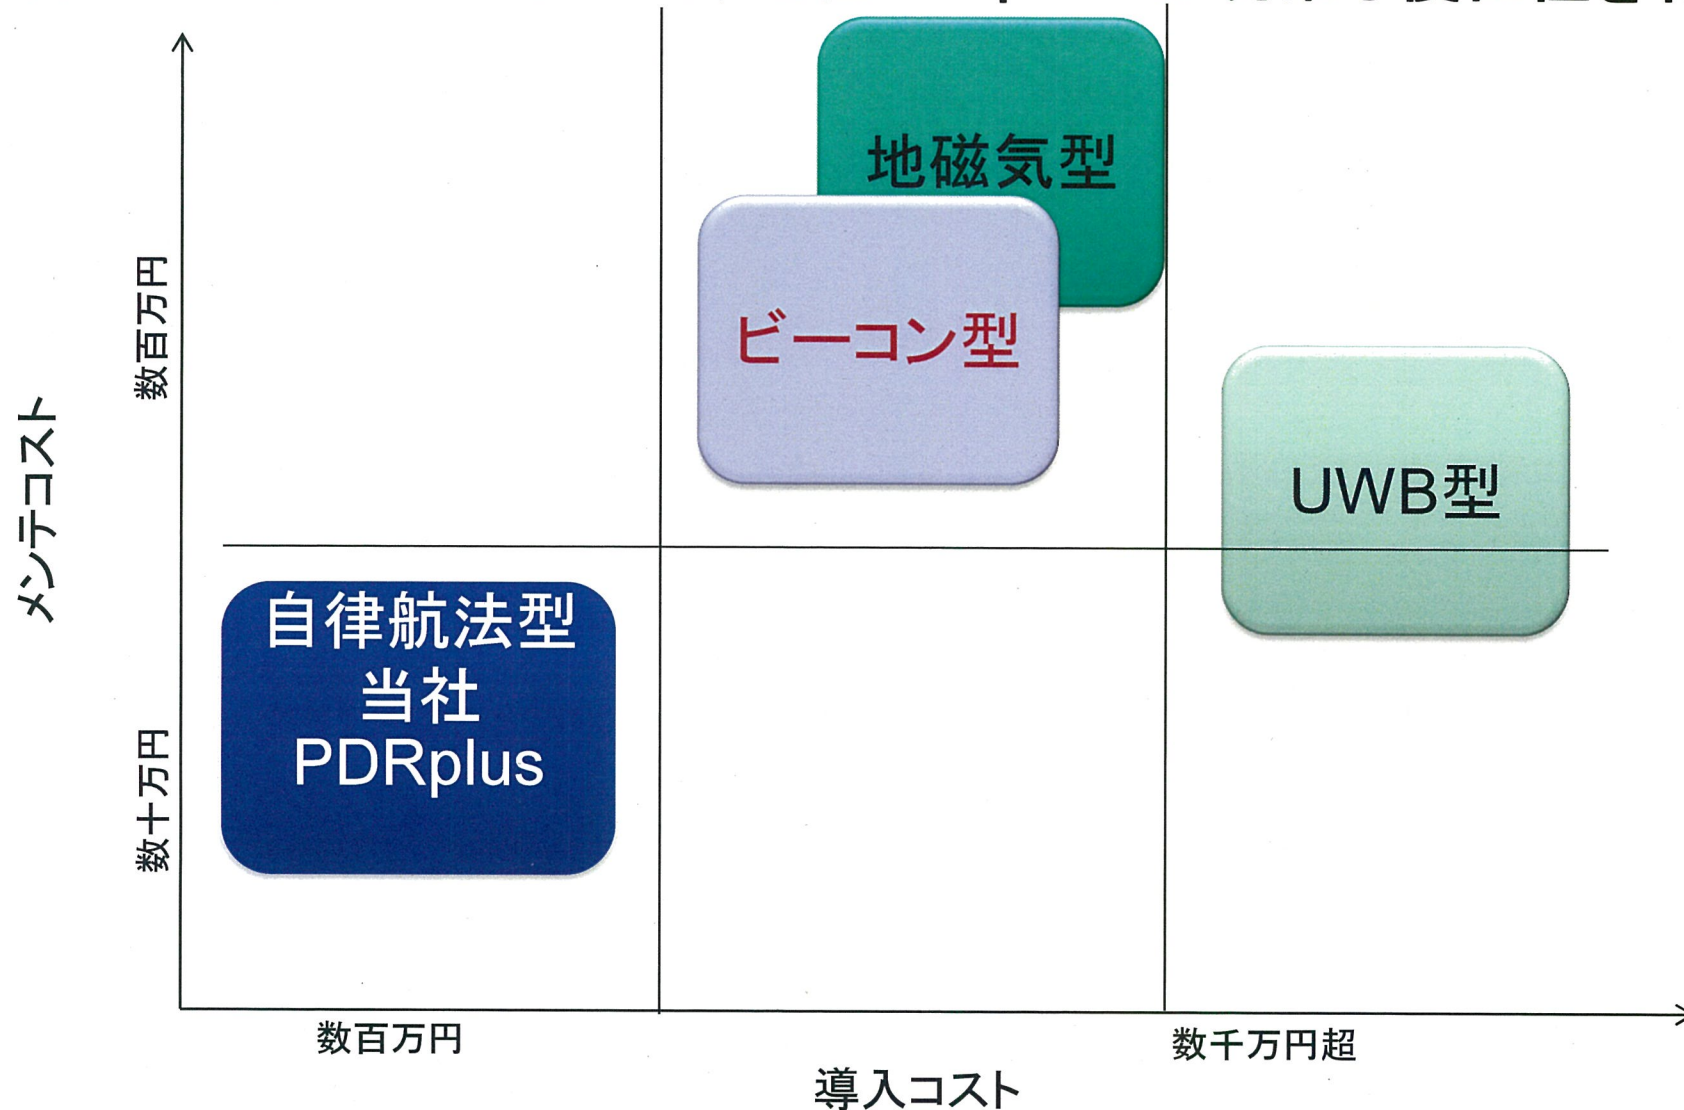 地磁気型
ビーコン型
UWB型
自律航法型
当社
PDRplus
メンテコスト
数百万円
数十万円
数百万円
数千万円超
導入コスト